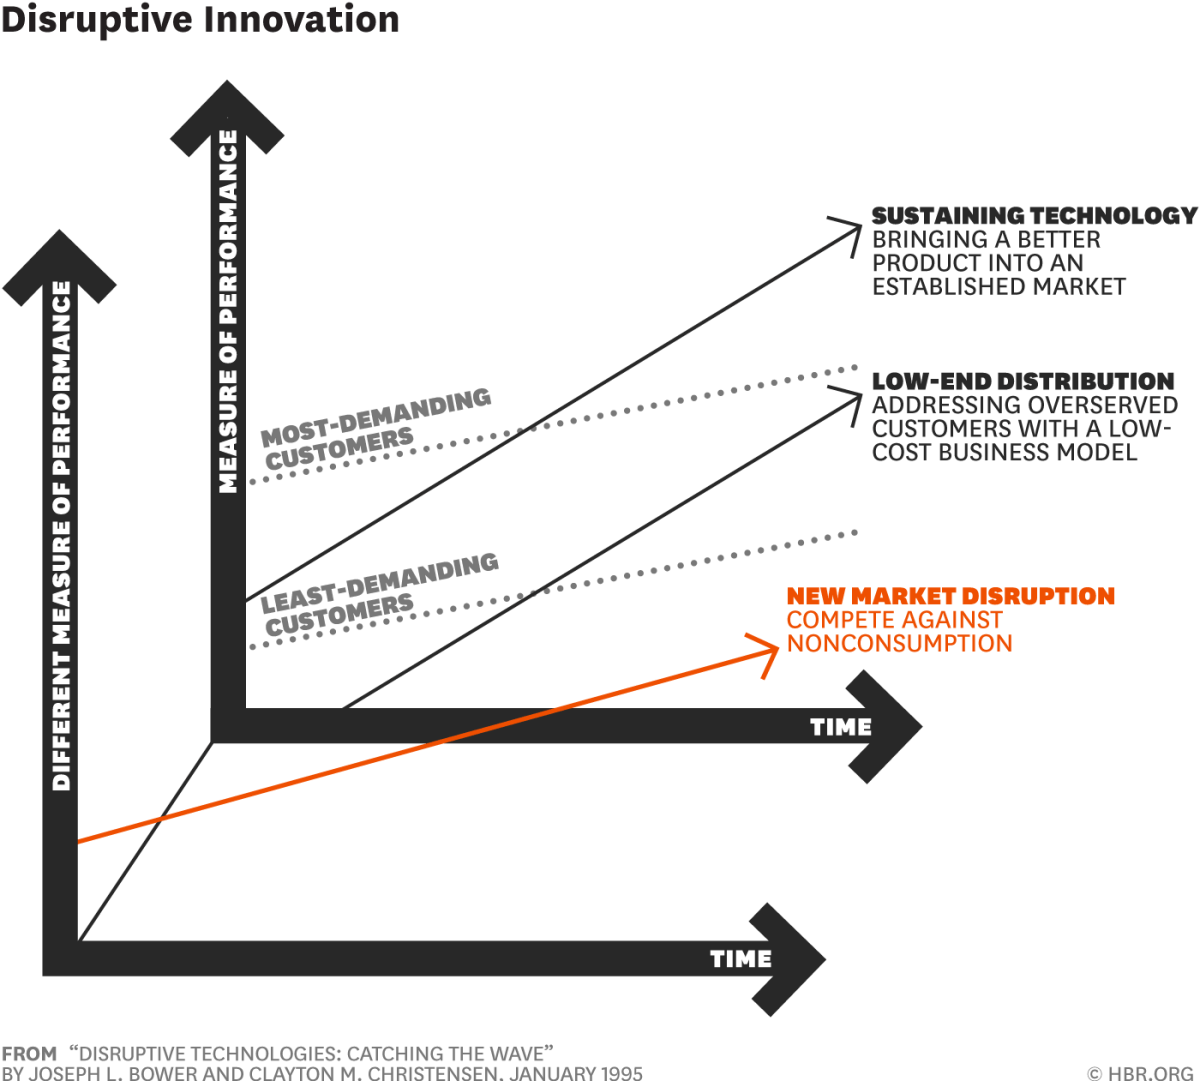 Disruptive Innovation
MEASURE OF PERFORMANCE
DIFFERENT MEASURE OF PERFORMANCE
SUSTAINING TECHNOLOGY
BRINGING A BETTER
PRODUCT INTO AN
ESTABLISHED MARKET
MOST-DEMANDING
CUSTOMERS
LOW-END DISTRIBUTION
ADDRESSING OVERSERVED
CUSTOMERS WITH A LOW-
COST BUSINESS MODEL
LEAST-DEMANDING
CUSTOMERS
NEW MARKET DISRUPTION
COMPETE AGAINST
NONCONSUMPTION
TIME
TIME
FROM “DISRUPTIVE TECHNOLOGIES: CATCHING THE WAVE”
BY JOSEPH L. BOWER AND CLAYTON M. CHRISTENSEN, JANUARY 1995
© HBR.ORG